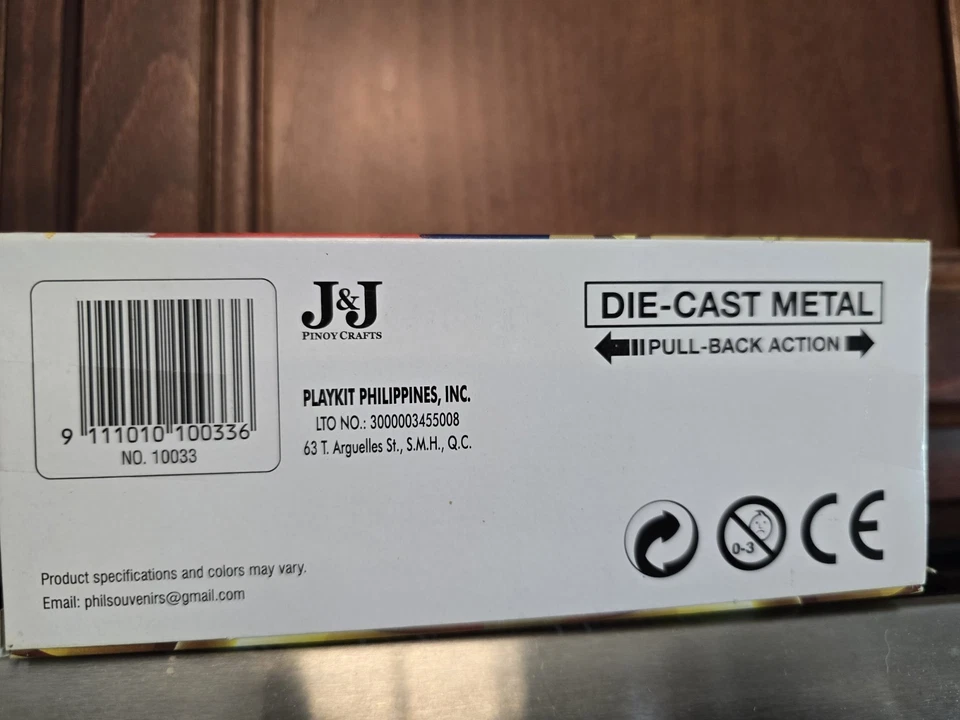 9 111010 100336
NO. 10033
J&J
PINOY CRAFTS
PLAYKIT PHILIPPINES, INC.
LTO NO.: 3000003455008
63 T. Arguelles St., S.M.H., Q.C.
Product specifications and colors may vary.
Email: philsouvenirs@gmail.com
DIE-CAST METAL
PULL-BACK ACTION
0-3
CE